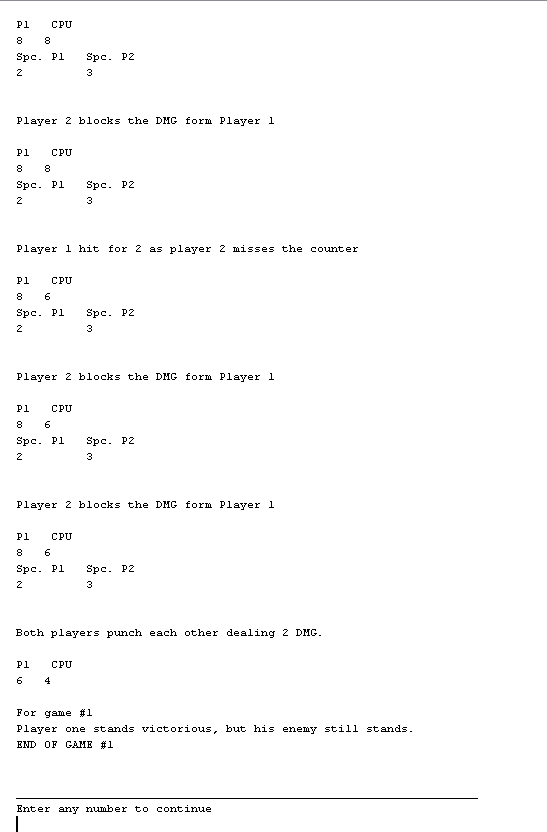 P1   CPU
8   8
Spc. P1   Spc. P2
2         3
Player 2 blocks the DMG form Player 1
P1   CPU
8   8
Spc. P1   Spc. P2
2         3
Player 1 hit for 2 as player 2 misses the counter
P1   CPU
8   6
Spc. P1   Spc. P2
2         3
Player 2 blocks the DMG form Player 1
P1   CPU
8   6
Spc. P1   Spc. P2
2         3
Player 2 blocks the DMG form Player 1
P1   CPU
8   6
Spc. P1   Spc. P2
2         3
Both players punch each other dealing 2 DMG.
P1   CPU
6   4
For game #1
Player one stands victorious, but his enemy still stands.
END OF GAME #1
Enter any number to continue